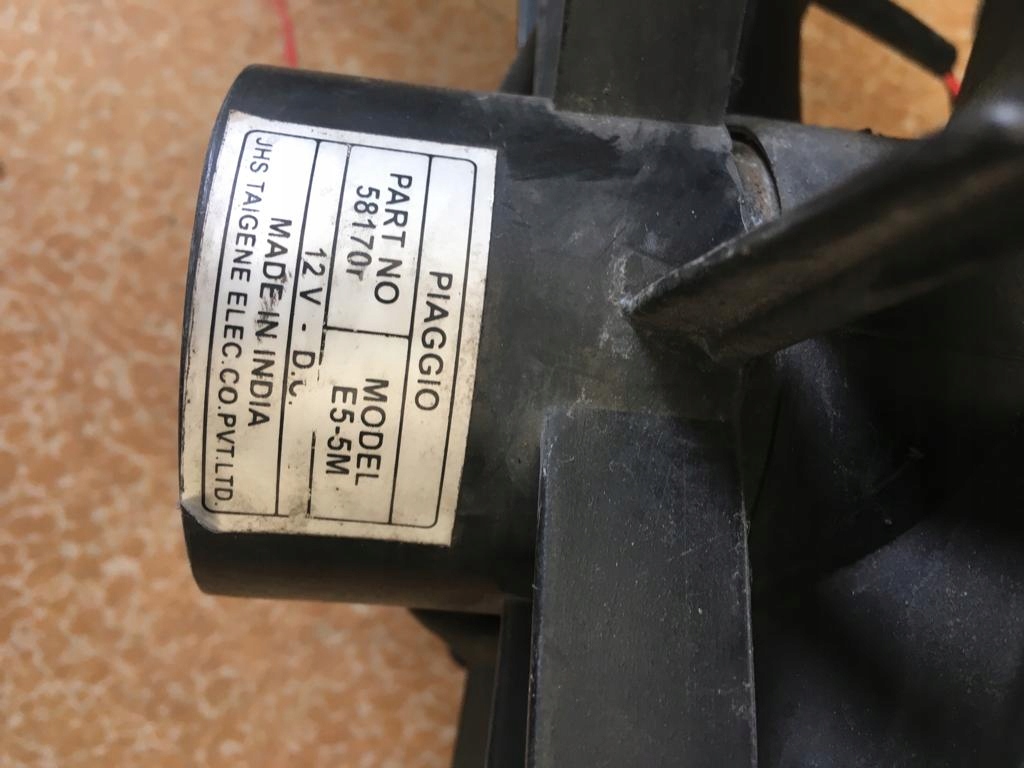 PIAGGIO
PART NO
58170r
MODEL
E5-5M
12 V - D.C.
MADE IN INDIA
JHS TAIGENE ELEC.CO.PVT.LTD.